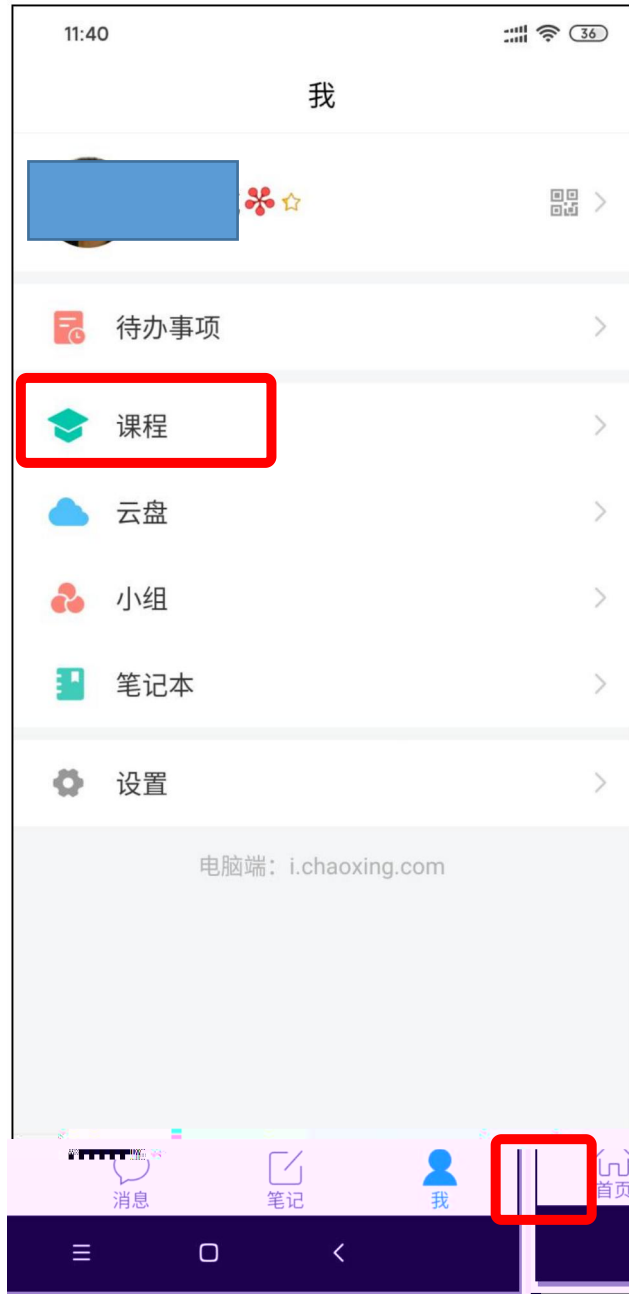 11:40
36
我
待办事项
课程
云盘
小组
笔记本
设置
电脑端：i.chaoxing.com
消息
笔记
我
首页